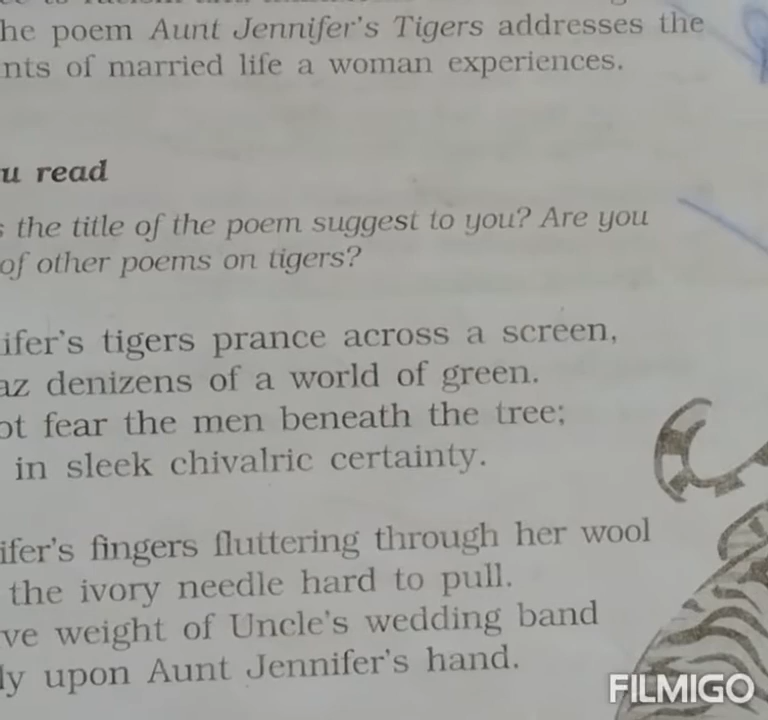 he poem Aunt Jennifer's Tigers addresses the
nts of married life a woman experiences.
u read
s the title of the poem suggest to you? Are you
of other poems on tigers?
ifer's tigers prance across a screen,
az denizens of a world of green.
ot fear the men beneath the tree;
in sleek chivalric certainty.
ifer's fingers fluttering through her wool
the ivory needle hard to pull.
ve weight of Uncle's wedding band
ly upon Aunt Jennifer's hand.
FILMIGO